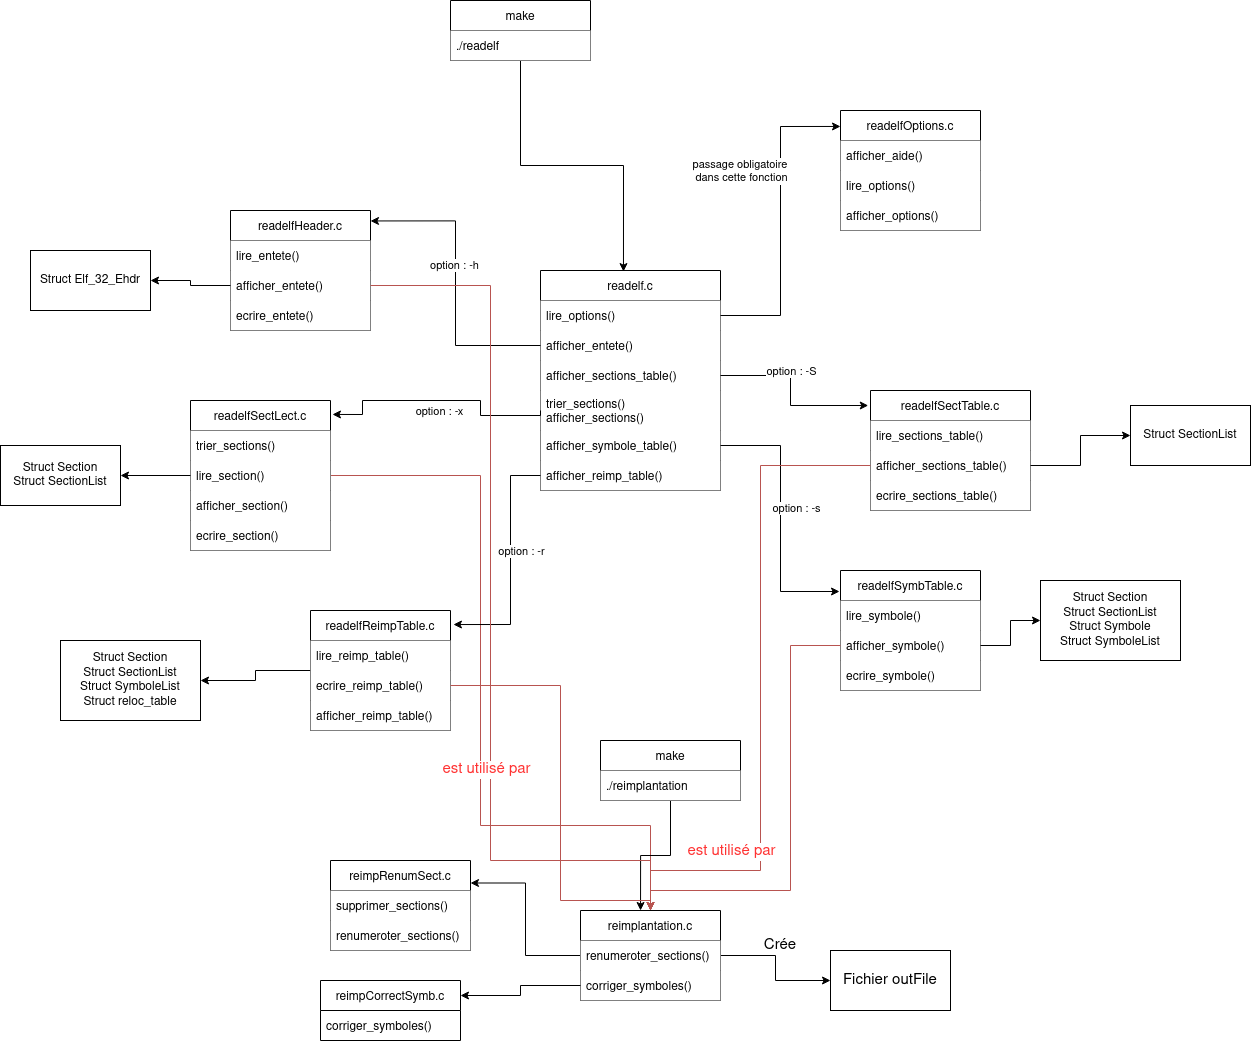 make
./readelf
readelfOptions.c
afficher_aide()
lire_options()
afficher_options()
passage obligatoire
dans cette fonction
readelfHeader.c
lire_entete()
afficher_entete()
ecrire_entete()
Struct Elf_32_Ehdr
option : -h
readelf.c
lire_options()
afficher_entete()
afficher_sections_table()
trier_sections()
afficher_sections()
afficher_symbole_table()
afficher_reimp_table()
option : -S
readelfSectTable.c
lire_sections_table()
afficher_sections_table()
ecrire_sections_table()
Struct SectionList
option : -x
readelfSectLect.c
trier_sections()
lire_section()
afficher_section()
ecrire_section()
Struct Section
Struct SectionList
option : -s
option : -r
readelfSymbTable.c
lire_symbole()
afficher_symbole()
ecrire_symbole()
Struct Section
Struct SectionList
Struct Symbole
Struct SymboleList
readelfReimpTable.c
lire_reimp_table()
ecrire_reimp_table()
afficher_reimp_table()
Struct Section
Struct SectionList
Struct SymboleList
Struct reloc_table
est utilisé par
make
./reimplantation
est utilisé par
reimpRenumSect.c
supprimer_sections()
renumeroter_sections()
reimplantation.c
renumeroter_sections()
corriger_symboles()
Crée
Fichier outFile
reimpCorrectSymb.c
corriger_symboles()